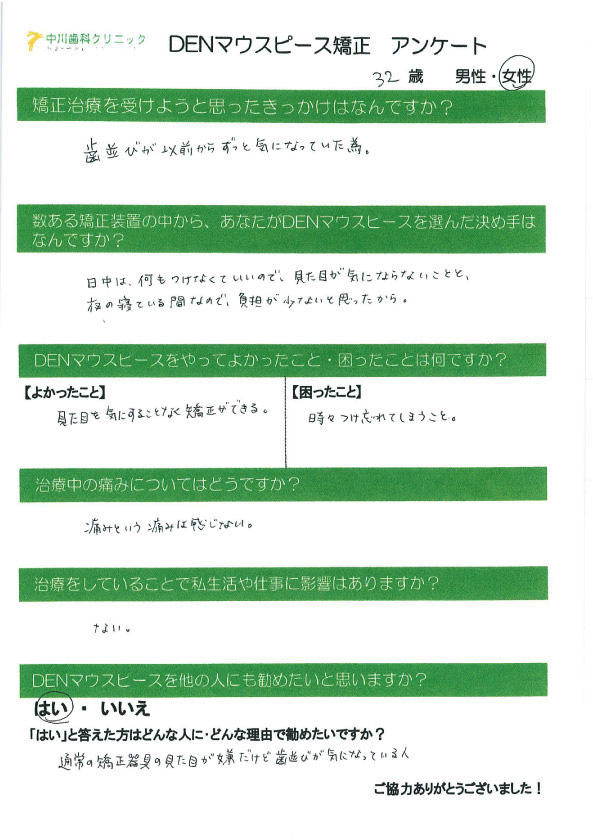 中川歯科クリニック
DENマウスピース矯正　アンケート
32 歳　男性・女性
矯正治療を受けようと思ったきっかけはなんですか？
歯並びが以前からずっと気になっていた為。
数ある矯正装置の中から、あなたがDENマウスピースを選んだ決め手は
なんですか？
日中は、何もつけなくていいので、見た目が気にならないことと、
夜の寝ている間なので、負担が少ないと思ったから。
DENマウスピースをやってよかったこと・困ったことは何ですか？
【よかったこと】
見た目を気にすることなく矯正ができる。
【困ったこと】
時々つけ忘れてしまうこと。
治療中の痛みについてはどうですか？
痛みという痛みは感じない。
治療をしていることで私生活や仕事に影響はありますか？
ない。
DENマウスピースを他の人にも勧めたいと思いますか？
はい・いいえ
「はい」と答えた方はどんな人に・どんな理由で勧めたいですか？
通常の矯正器具の見た目が嫌だけど歯並びが気になっている人
ご協力ありがとうございました！